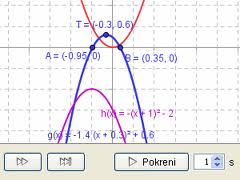 T = (-0.3, 0.6)
A = (-0.95, 0)
B = (0.35, 0)
h(x) = -(x + 1)² - 2
g(x) = -1.4 (x + 0.3)² + 0.6
Pokreni
1 s